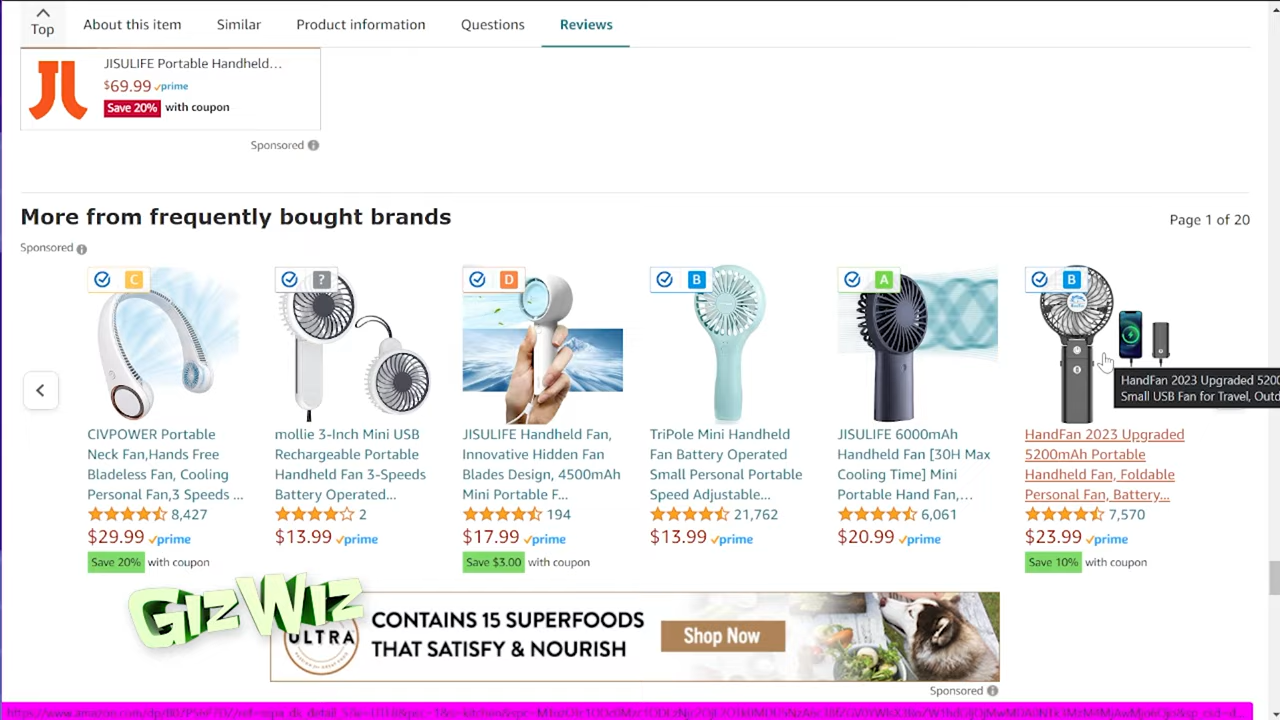 Top
About this item
Similar
Product information
Questions
Reviews
JISULIFE Portable Handheld...
$69.99 prime
Save 20% with coupon
Sponsored
More from frequently bought brands
Page 1 of 20
Sponsored
C
CIVPOWER Portable
Neck Fan,Hands Free
Bladeless Fan, Cooling
Personal Fan,3 Speeds ...
8,427
$29.99 prime
Save 20% with coupon
?
mollie 3-Inch Mini USB
Rechargeable Portable
Handheld Fan 3-Speeds
Battery Operated...
2
$13.99 prime
D
JISULIFE Handheld Fan,
Innovative Hidden Fan
Blades Design, 4500mAh
Mini Portable F...
194
$17.99 prime
Save $3.00 with coupon
B
TriPole Mini Handheld
Fan Battery Operated
Small Personal Portable
Speed Adjustable...
21,762
$13.99 prime
A
JISULIFE 6000mAh
Handheld Fan [30H Max
Cooling Time] Mini
Portable Hand Fan,...
6,061
$20.99 prime
B
HandFan 2023 Upgraded 520
Small USB Fan for Travel, Outd
HandFan 2023 Upgraded
5200mAh Portable
Handheld Fan, Foldable
Personal Fan, Battery...
7,570
$23.99 prime
Save 10% with coupon
GizWiz
ULTRA
CONTAINS 15 SUPERFOODS
THAT SATISFY & NOURISH
Shop Now
Sponsored